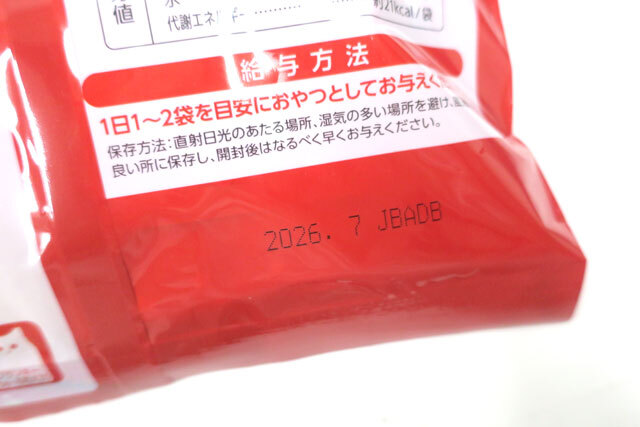 値
代謝エネルギー
約21kcal/袋
給与方法
1日1〜2袋を目安におやつとしてお与えく
保存方法:直射日光のあたる場所、湿気の多い場所を避け、
良い所に保存し、開封後はなるべく早くお与えください。
2026. 7 JBADB